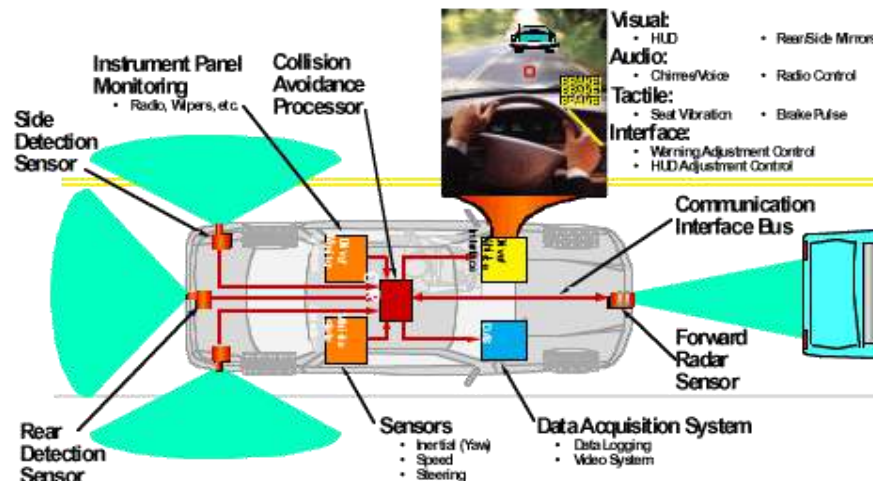 Visual:
• HUD • Rear/Side Mirrors
Audio:
• Chimes/Voice • Radio Control
Tactile:
• Seat Vibration • Brake Pulse
Interface:
• Warning Adjustment Control
• HUD Adjustment Control
BRAKE
BRAKE
BRAKE
Instrument Panel
Monitoring
• Radio, Wipers, etc.
Collision
Avoidance
Processor
Side
Detection
Sensor
Communication
Interface Bus
Forward
Radar
Sensor
Rear
Detection
Sensor
Sensors
• Inertial (Yaw)
• Speed
• Steering
Data Acquisition System
• Data Logging
• Video System